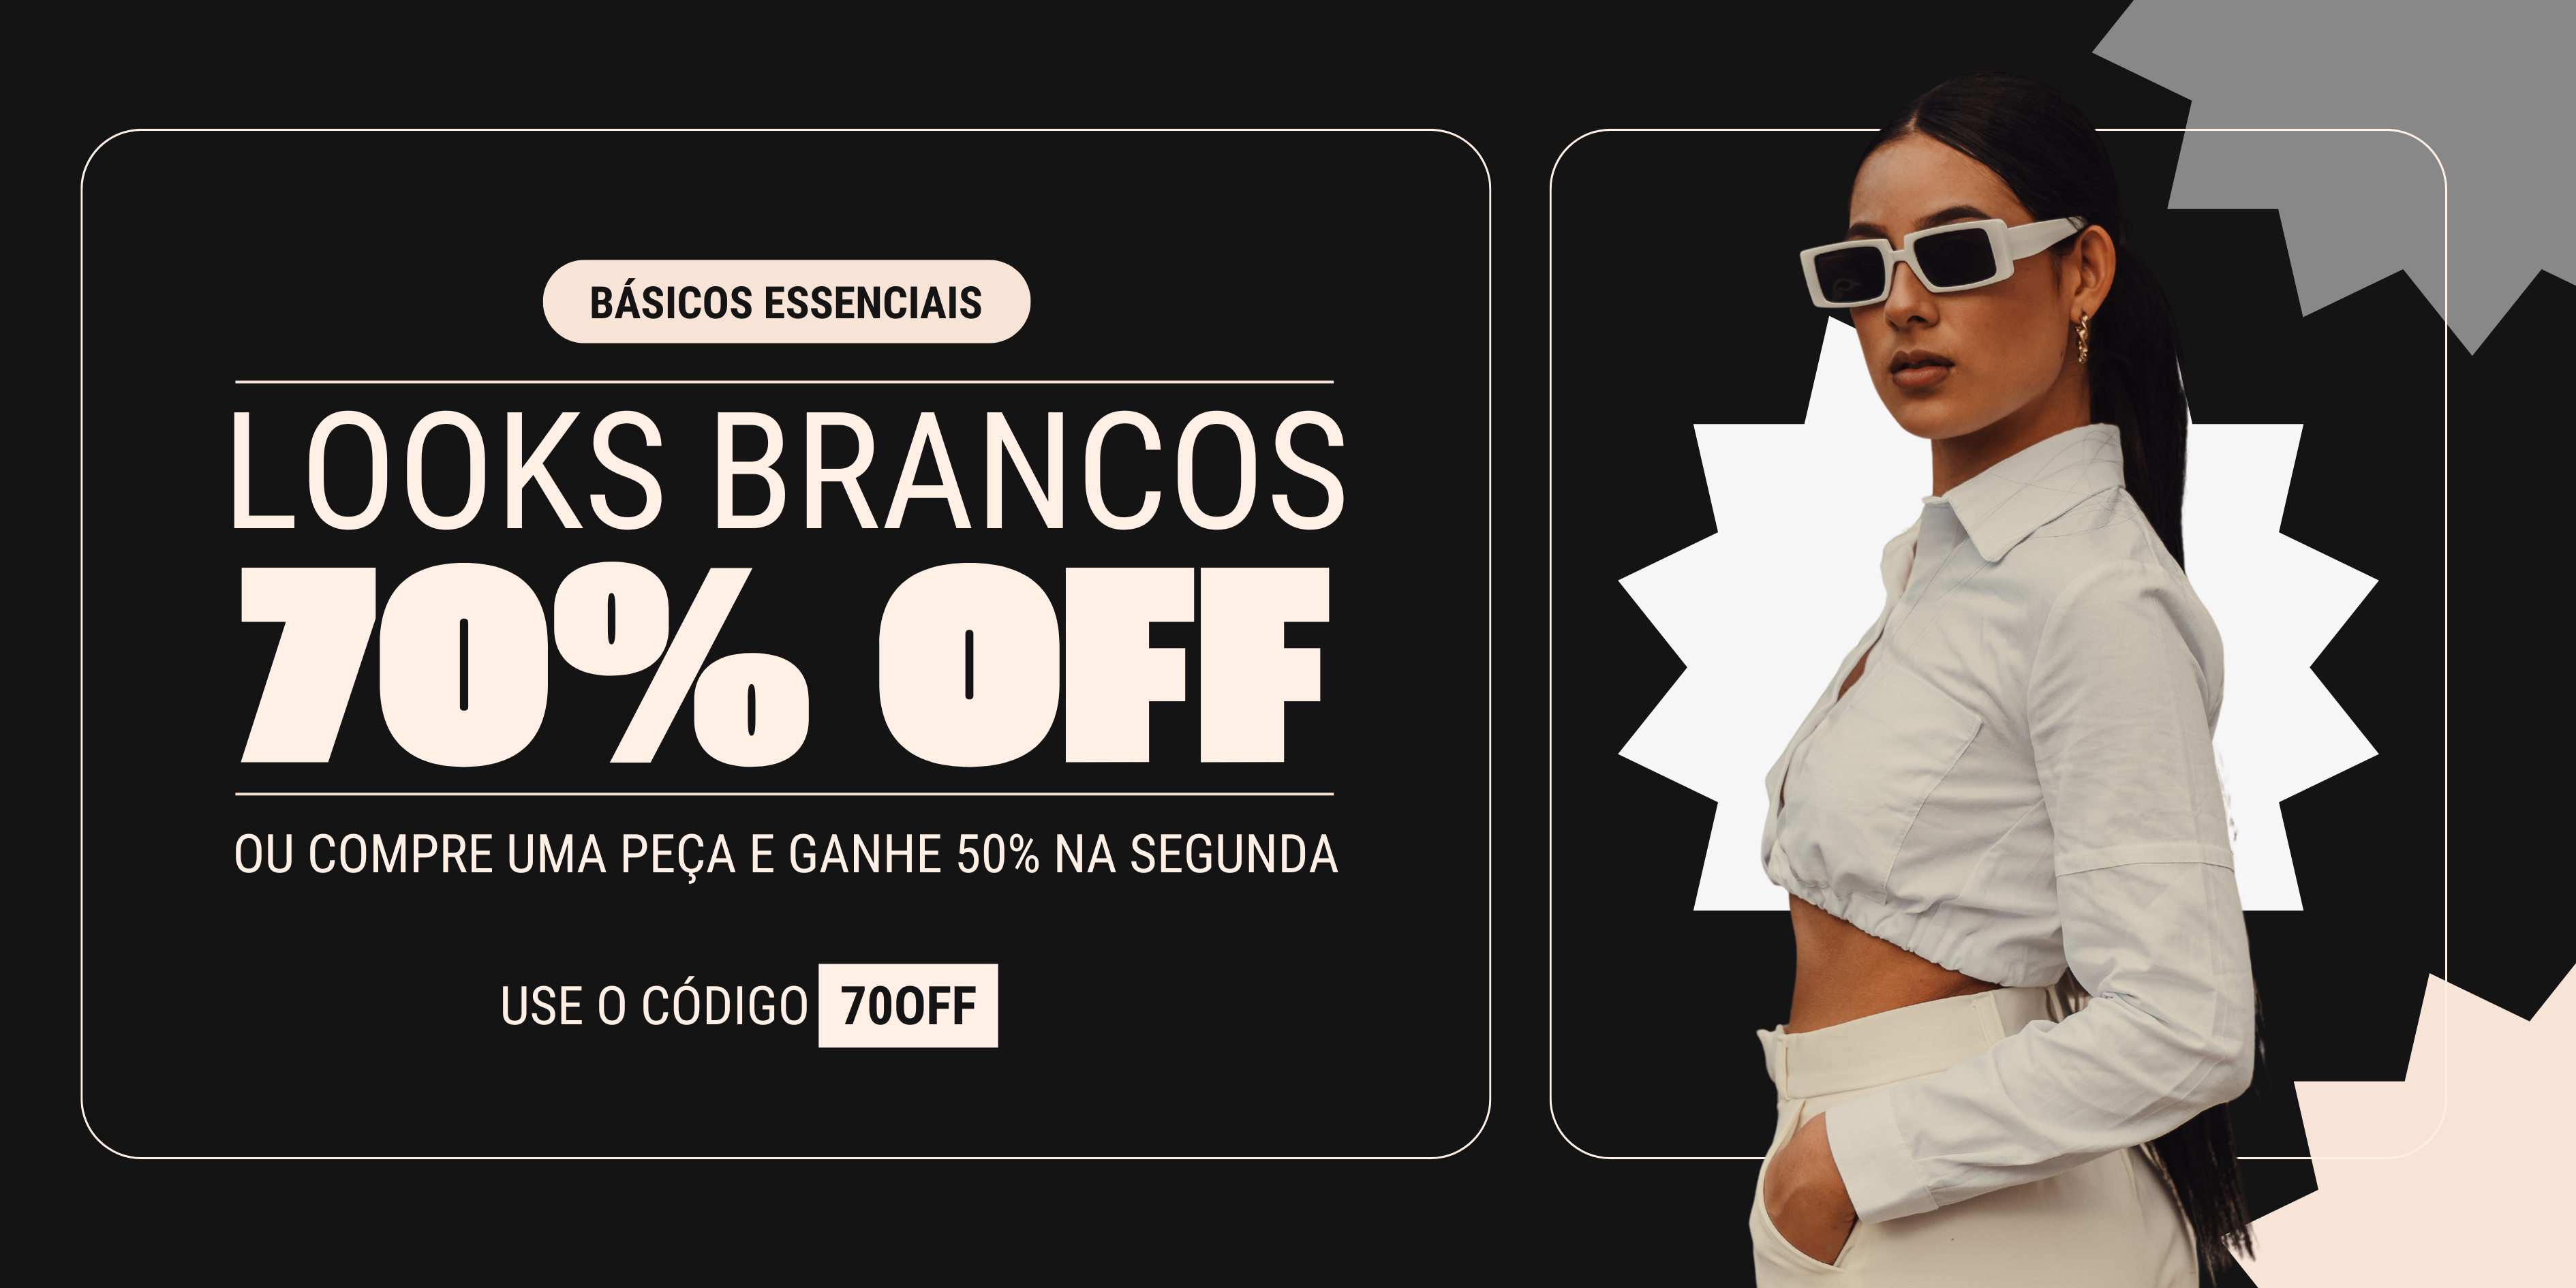 BÁSICOS ESSENCIAIS
LOOKS BRANCOS
70% OFF
OU COMPRE UMA PEÇA E GANHE 50% NA SEGUNDA
USE O CÓDIGO 70OFF